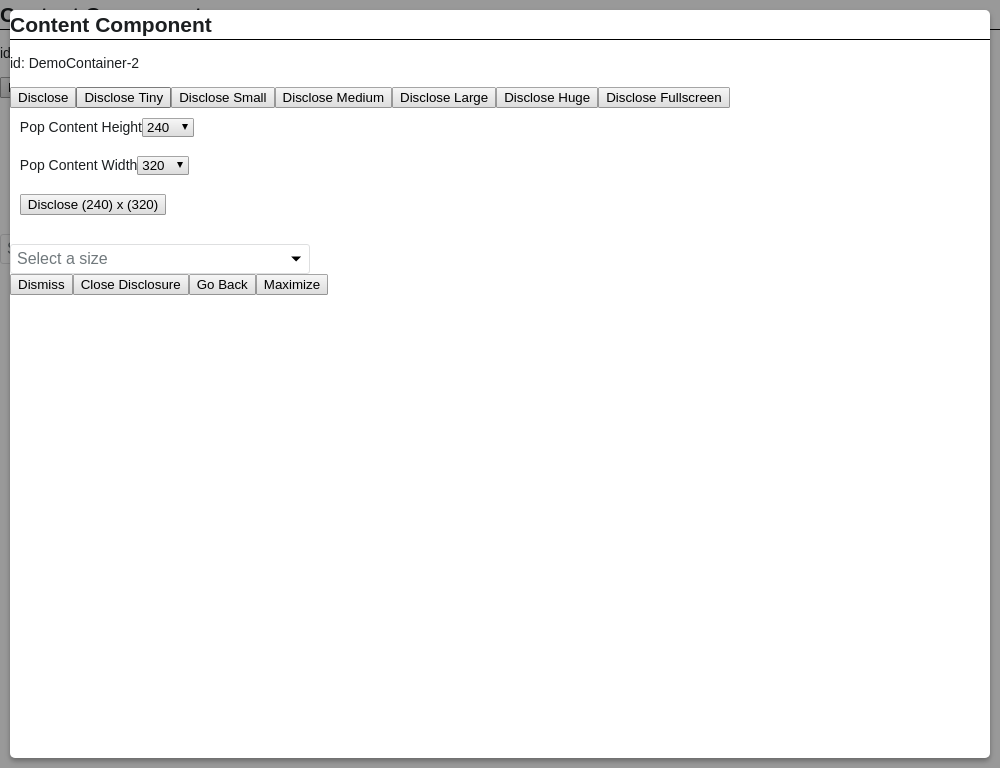 Content Component
id: DemoContainer-2
Disclose Disclose Tiny Disclose Small Disclose Medium Disclose Large Disclose Huge Disclose Fullscreen
Pop Content Height 240
Pop Content Width 320
Disclose (240) x (320)
Select a size
Dismiss Close Disclosure Go Back Maximize